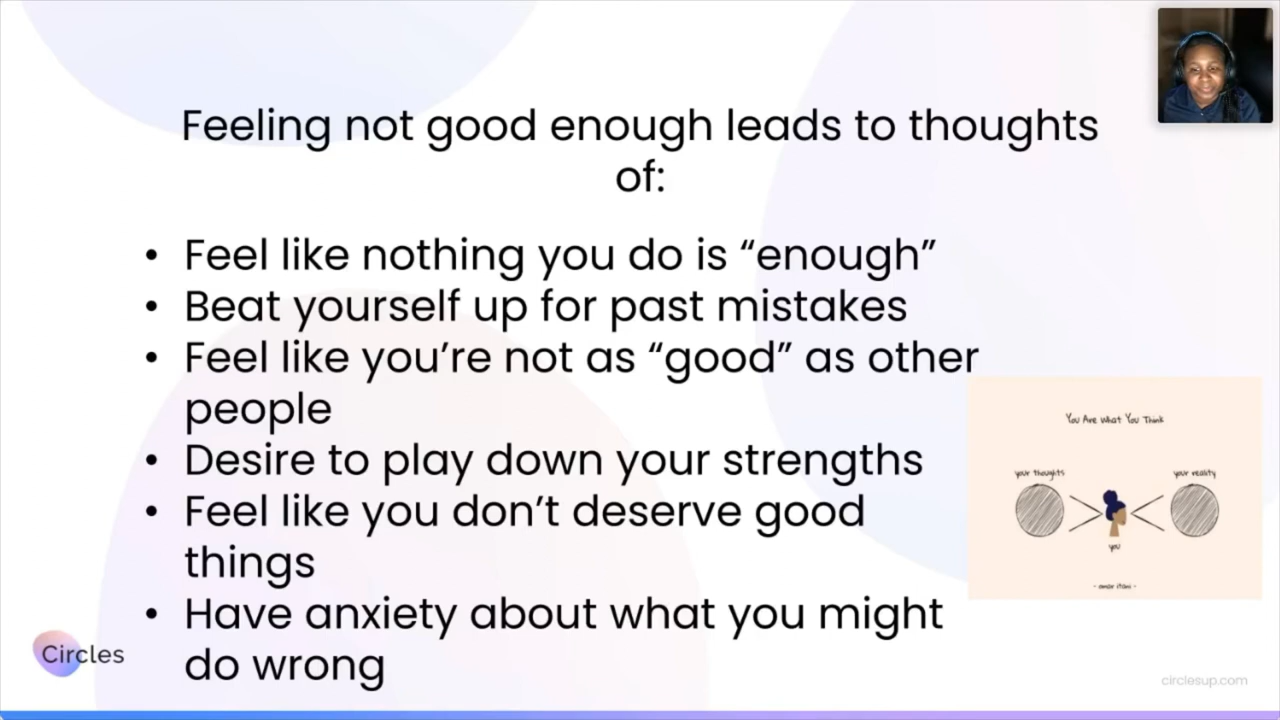 Feeling not good enough leads to thoughts
of:
• Feel like nothing you do is “enough”
• Beat yourself up for past mistakes
• Feel like you’re not as “good” as other
people
• Desire to play down your strengths
• Feel like you don’t deserve good
things
• Have anxiety about what you might
do wrong
You Are What You Think
your thoughts
your reality
you
- omar itani -
Circles
circlesup.com